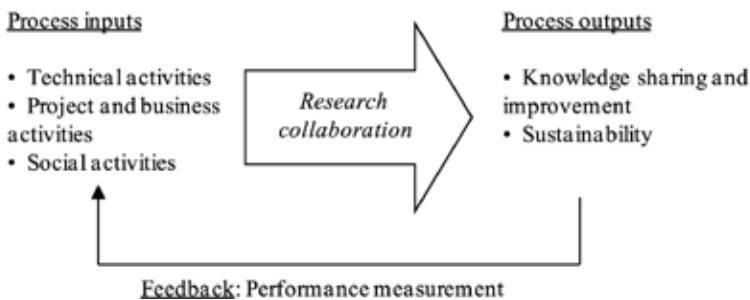 Process inputs
• Technical activities
• Project and business
activities
• Social activities
Research
collaboration
Process outputs
• Knowledge sharing and
improvement
• Sustainability
Feedback: Performance measurement